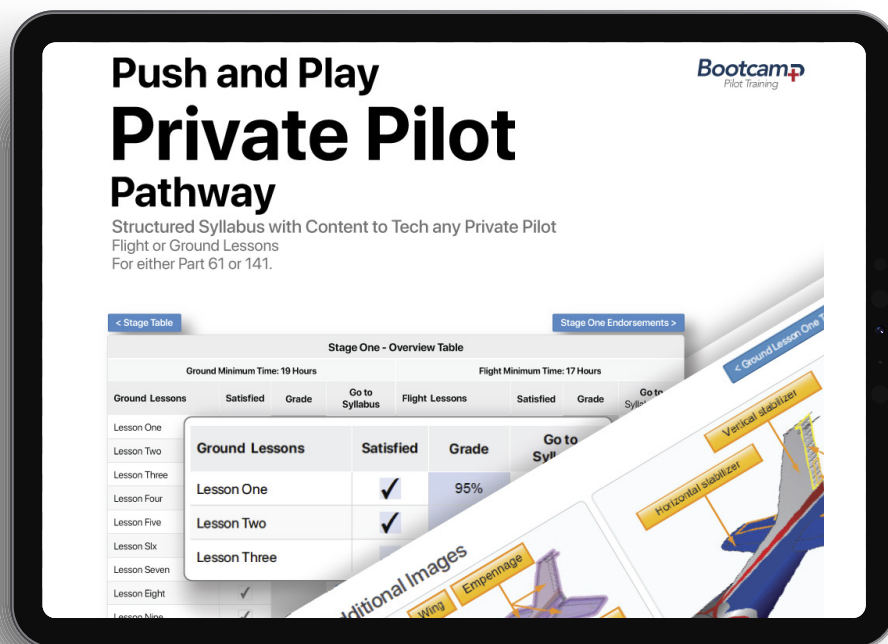 Push and Play
Bootcamp
Pilot Training
Private Pilot
Pathway
Structured Syllabus with Content to Tech any Private Pilot
Flight or Ground Lessons
For either Part 61 or 141.
< Stage Table
Stage One Endorsements >
Stage One - Overview Table
Ground Minimum Time: 19 Hours
Flight Minimum Time: 17 Hours
Ground Lessons Satisfied Grade Go to Syllabus Flight Lessons Satisfied Grade Go to
Lesson One
Lesson Two
Lesson Three
Lesson Four
Lesson Five
Lesson SIx
Lesson Seven
Lesson Eight ✓
Lesson Nine
Ground Lessons Satisfied Grade Go to
Lesson One ✓ 95%
Lesson Two ✓
Lesson Three
< Ground Lesson One
Vertical stabilizer
Horizontal stabilizer
Images
Wing
Empennage